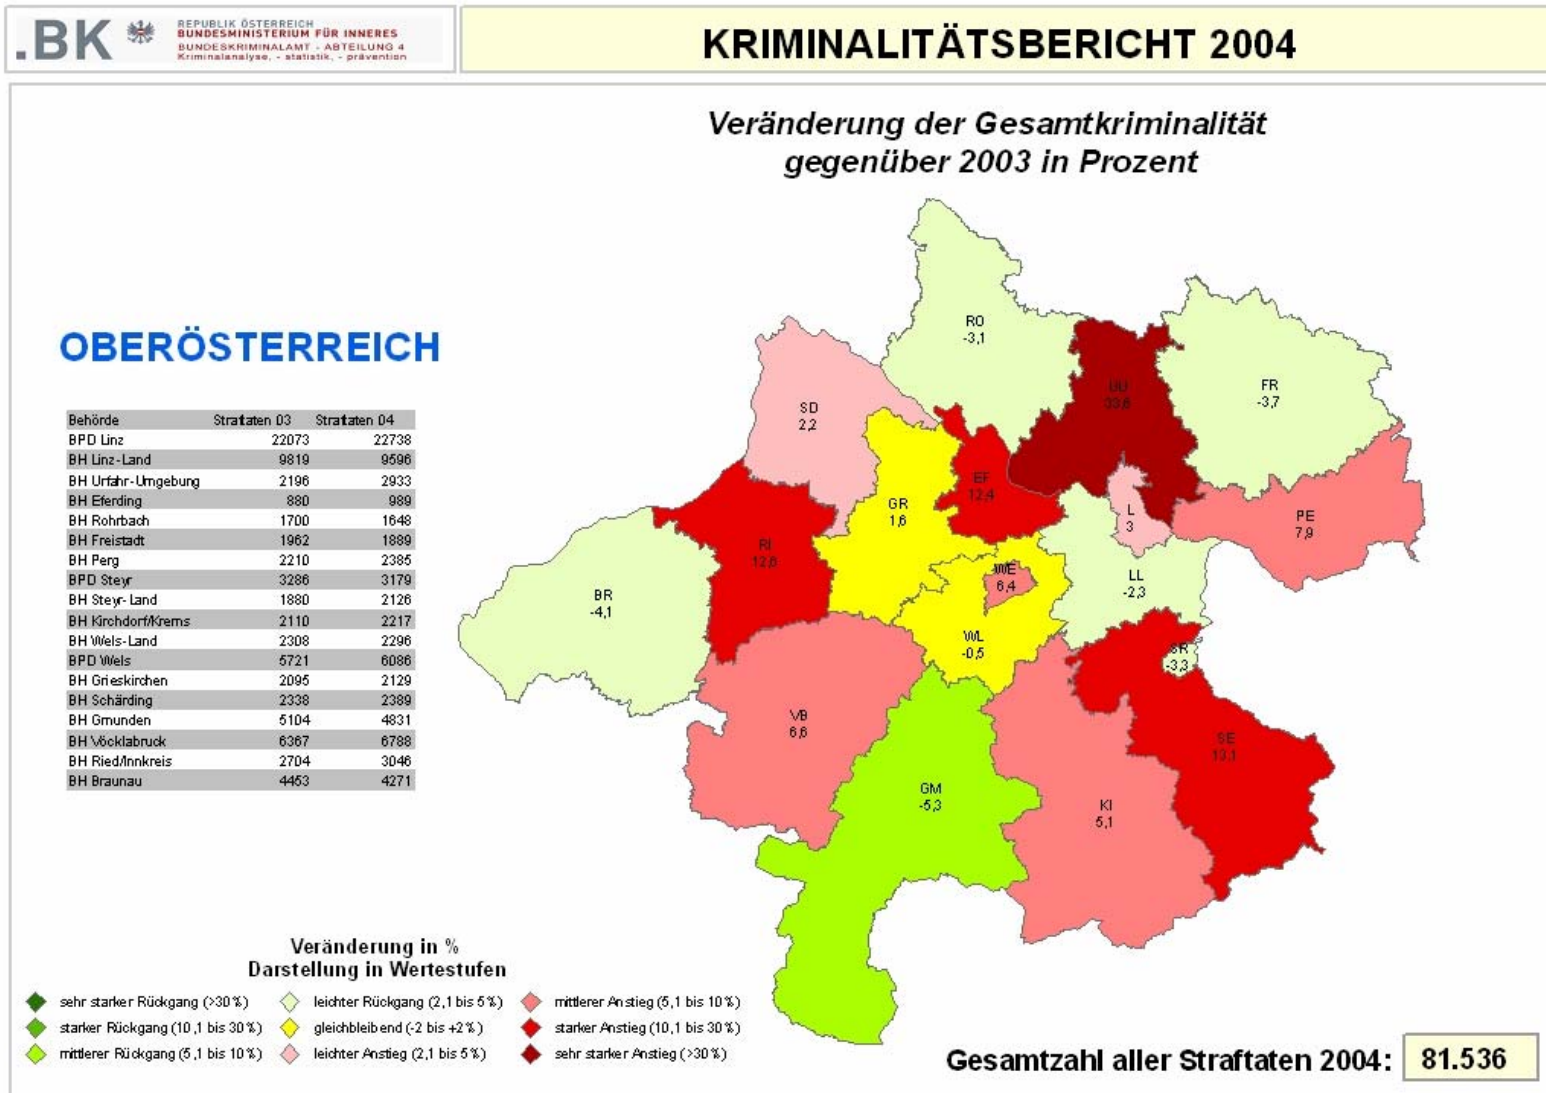 .BK
REPUBLIK ÖSTERREICH
BUNDESMINISTERIUM FÜR INNERES
BUNDESKRIMINALAMT - ABTEILUNG 4
Kriminalanalyse, - statistik, - prävention
KRIMINALITÄTSBERICHT 2004
Veränderung der Gesamtkriminalität
gegenüber 2003 in Prozent
OBERÖSTERREICH
Behörde Straftaten 03 Straftaten 04
BPD Linz 22073 22738
BH Linz-Land 9819 9596
BH Urfahr-Umgebung 2196 2933
BH Eferding 880 989
BH Rohrbach 1700 1648
BH Freistadt 1962 1889
BH Perg 2210 2385
BPD Steyr 3286 3179
BH Steyr-Land 1880 2126
BH Kirchdorf/Krems 2110 2217
BH Wels-Land 2308 2296
BPD Wels 5721 6086
BH Grieskirchen 2095 2129
BH Schärding 2338 2389
BH Gmunden 5104 4831
BH Vöcklabruck 6367 6788
BH Ried/Innkreis 2704 3046
BH Braunau 4453 4271
RO
-3,1
UU
33,6
FR
-3,7
SD
2,2
EF
12,4
GR
1,6
L
3
PE
7,9
RI
12,6
WE
6,4
LL
-2,3
BR
-4,1
WL
-0,5
SR
-3,3
VB
6,6
SE
13,1
GM
-5,3
KI
5,1
Veränderung in %
Darstellung in Wertestufen
sehr starker Rückgang (>30%)
starker Rückgang (10,1 bis 30%)
mittlerer Rückgang (5,1 bis 10%)
leichter Rückgang (2,1 bis 5%)
gleichbleibend (-2 bis +2%)
leichter Anstieg (2,1 bis 5%)
mittlerer Anstieg (5,1 bis 10%)
starker Anstieg (10,1 bis 30%)
sehr starker Anstieg (>30%)
Gesamtzahl aller Straftaten 2004: 81.536